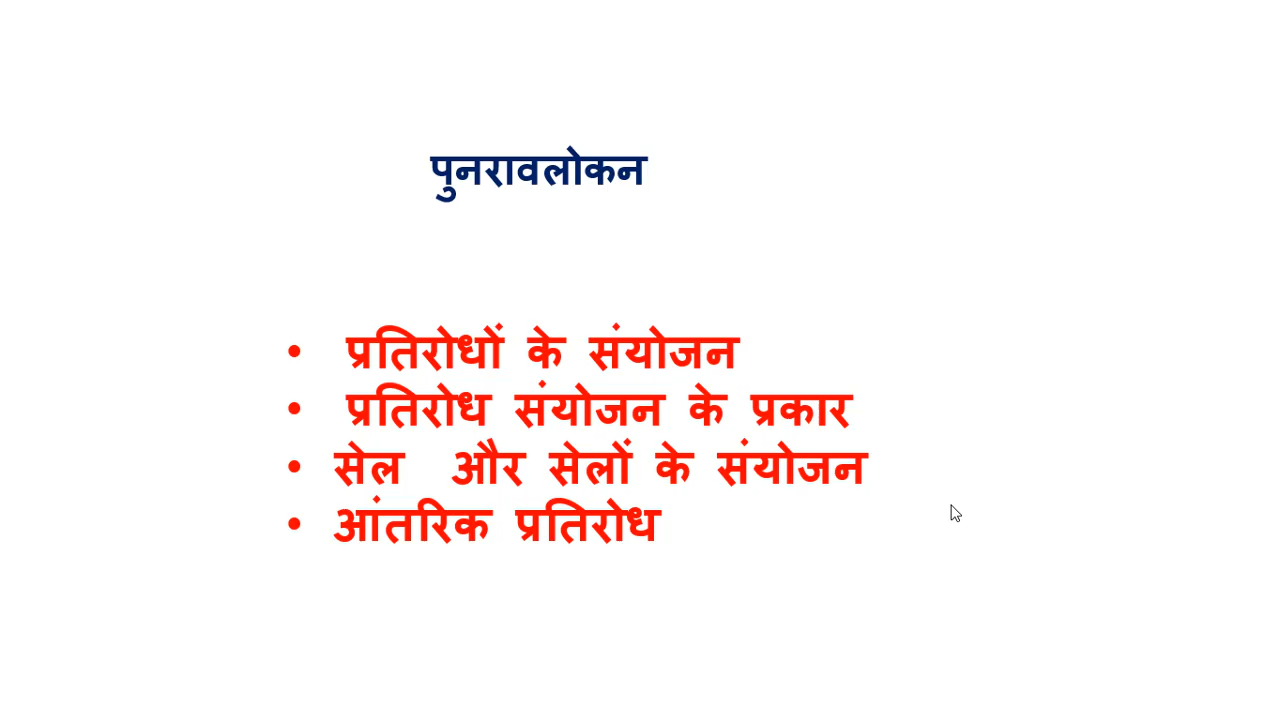 पुनरावलोकन
• प्रतिरोधों के संयोजन
• प्रतिरोध संयोजन के प्रकार
• सेल और सेलों के संयोजन
• आंतरिक प्रतिरोध